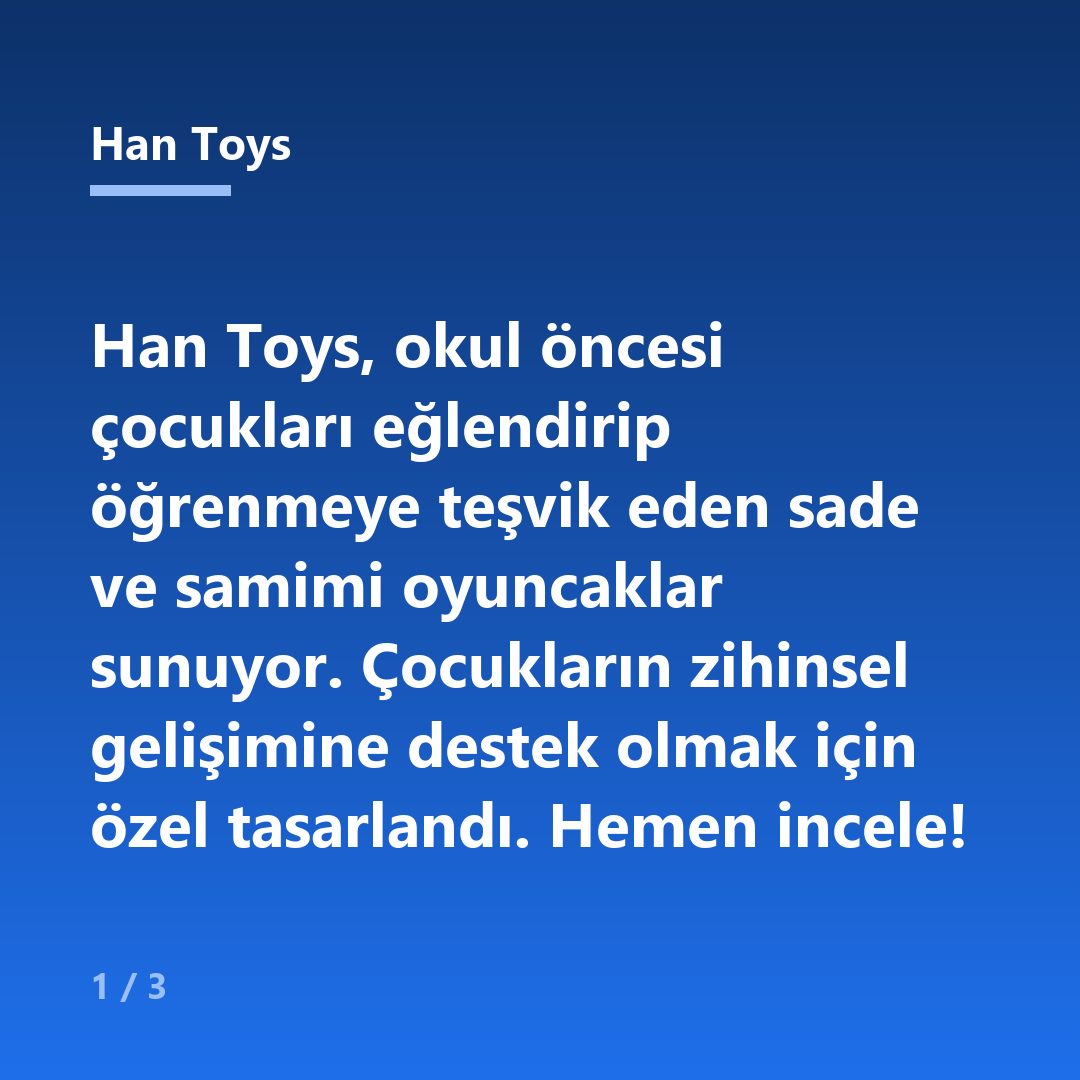 Han Toys
Han Toys, okul öncesi
çocukları eğlendirip
öğrenmeye teşvik eden sade
ve samimi oyuncaklar
sunuyor. Çocukların zihinsel
gelişimine destek olmak için
özel tasarlandı. Hemen incele!
1 / 3